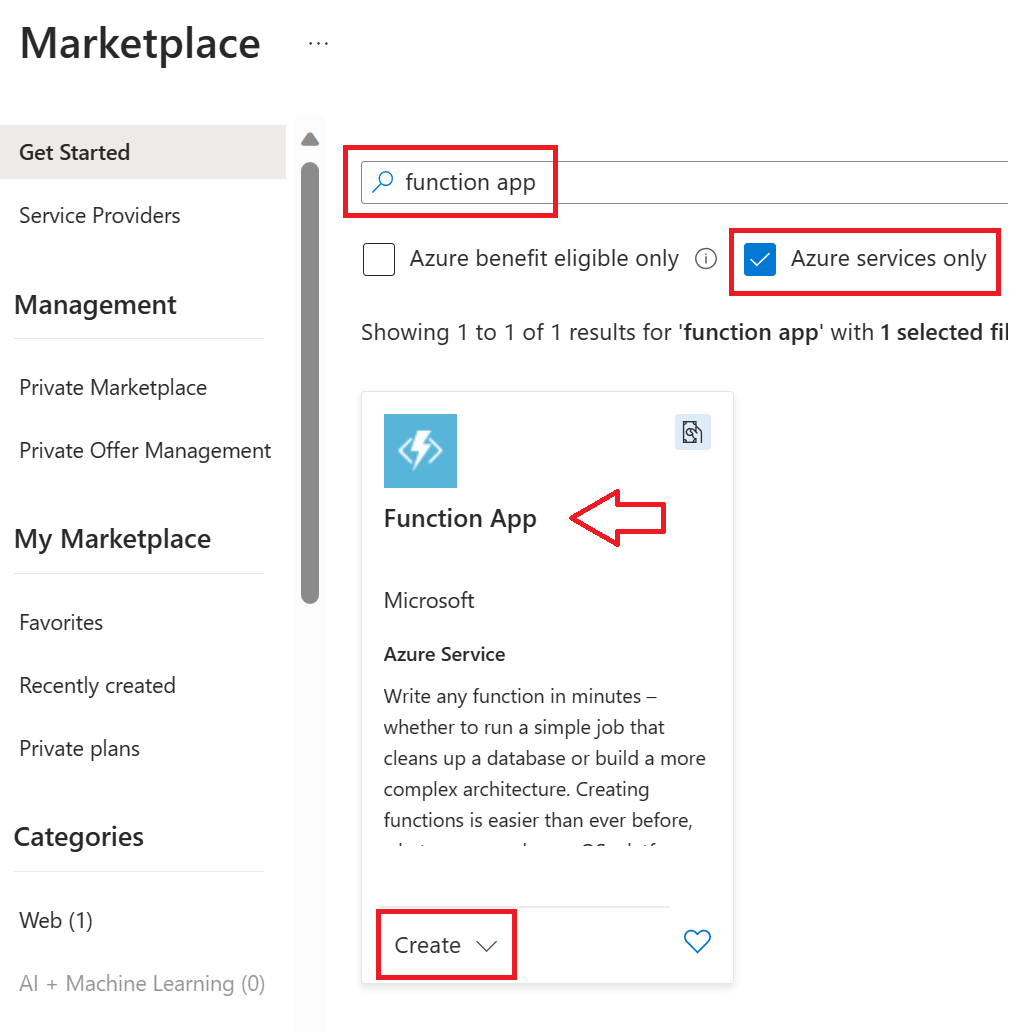 Marketplace ...
Get Started
Service Providers
Management
Private Marketplace
Private Offer Management
My Marketplace
Favorites
Recently created
Private plans
Categories
Web (1)
AI + Machine Learning (0)
function app
Azure benefit eligible only
Azure services only
Showing 1 to 1 of 1 results for 'function app' with 1 selected
Function App
Microsoft
Azure Service
Write any function in minutes –
whether to run a simple job that
cleans up a database or build a more
complex architecture. Creating
functions is easier than ever before,
Create